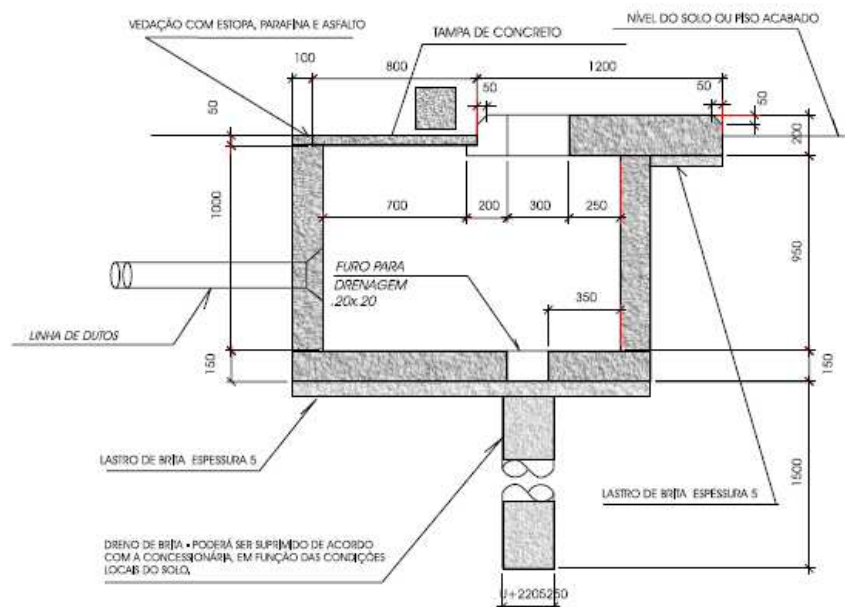 VEDAÇÃO COM ESTOPA, PARAFINA E ASFALTO
TAMPA DE CONCRETO
NÍVEL DO SOLO OU PISO ACABADO
100
800
1200
50
50
50
50
200
1000
700
200
300
250
950
FURO PARA
DRENAGEM
.20x.20
350
LINHA DE DUTOS
150
150
LASTRO DE BRITA ESPESSURA 5
LASTRO DE BRITA ESPESSURA 5
1500
DRENO DE BRITA • PODERÁ SER SUPRIMIDO DE ACORDO
COM A CONCESSIONÁRIA, EM FUNÇÃO DAS CONDIÇÕES
LOCAIS DO SOLO,
U+2205250